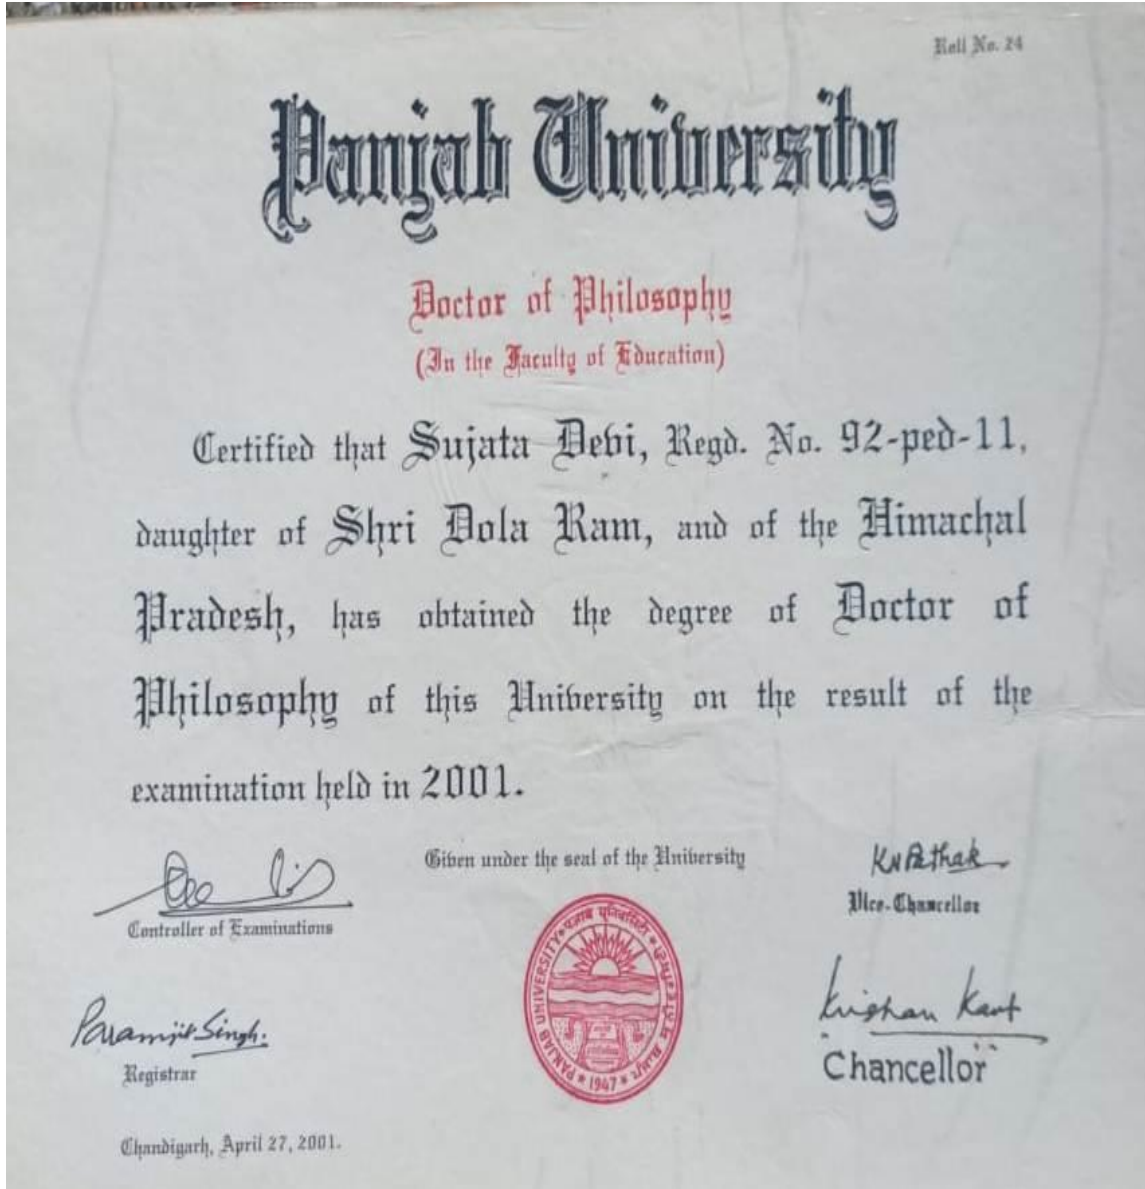 Roll No. 24
Panjab University
Doctor of Philosophy
(In the Faculty of Education)
Certified that Sujata Devi, Regd. No. 92-ped-11,
daughter of Shri Dola Ram, and of the Himachal
Pradesh, has obtained the degree of Doctor of
Philosophy of this University on the result of the
examination held in 2001.
Given under the seal of the University
K N Pathak
Vice-Chancellor
Controller of Examinations
PANJAB UNIVERSITY
पंजाब यूनिवर्सिटी
1947
Krishan Kant
Chancellor
Paramjit Singh.
Registrar
Chandigarh, April 27, 2001.